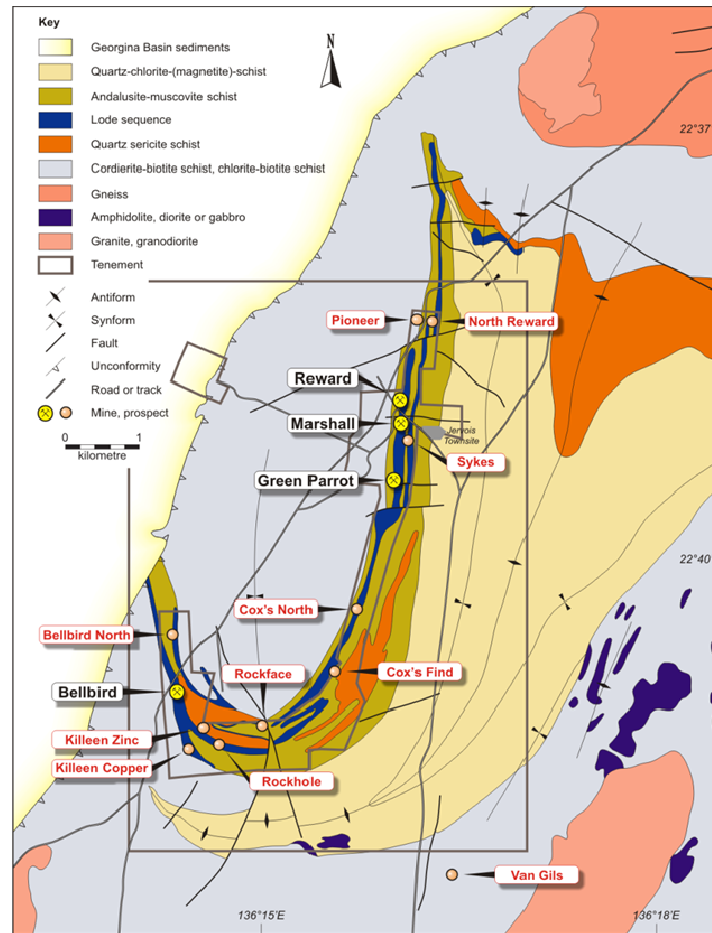 Key
Georgina Basin sediments
Quartz-chlorite-(magnetite)-schist
Andalusite-muscovite schist
Lode sequence
Quartz sericite schist
Cordierite-biotite schist, chlorite-biotite schist
Gneiss
Amphidolite, diorite or gabbro
Granite, granodiorite
Tenement
Antiform
Synform
Fault
Unconformity
Road or track
Mine, prospect
0 1
kilometre
N
22°37
Pioneer
North Reward
Reward
Marshall
Jervois
Townsite
Sykes
Green Parrot
22°40
Cox's North
Bellbird North
Rockface
Cox's Find
Bellbird
Killeen Zinc
Killeen Copper
Rockhole
Van Gils
136°15'E
136°18'E